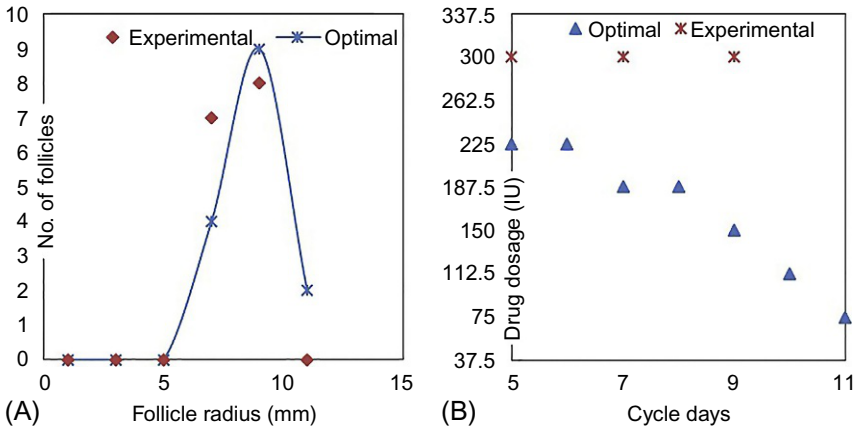 10
9
8
7
6
5
4
3
2
1
0
No. of follicles
Experimental
Optimal
0
5
10
15
(A)
Follicle radius (mm)
337.5
300
262.5
225
187.5
150
112.5
75
37.5
Drug dosage (IU)
Optimal
Experimental
5
7
9
11
(B)
Cycle days